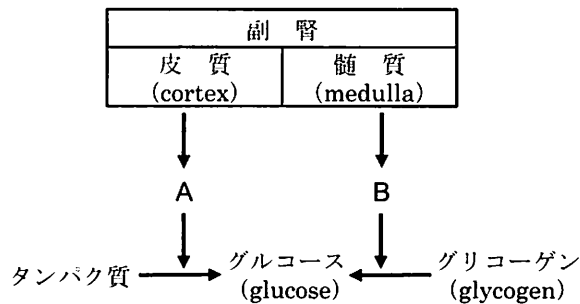 副 腎
皮 質 髄 質
(cortex) (medulla)
A B
タンパク質 グルコース グリコーゲン
(glucose) (glycogen)